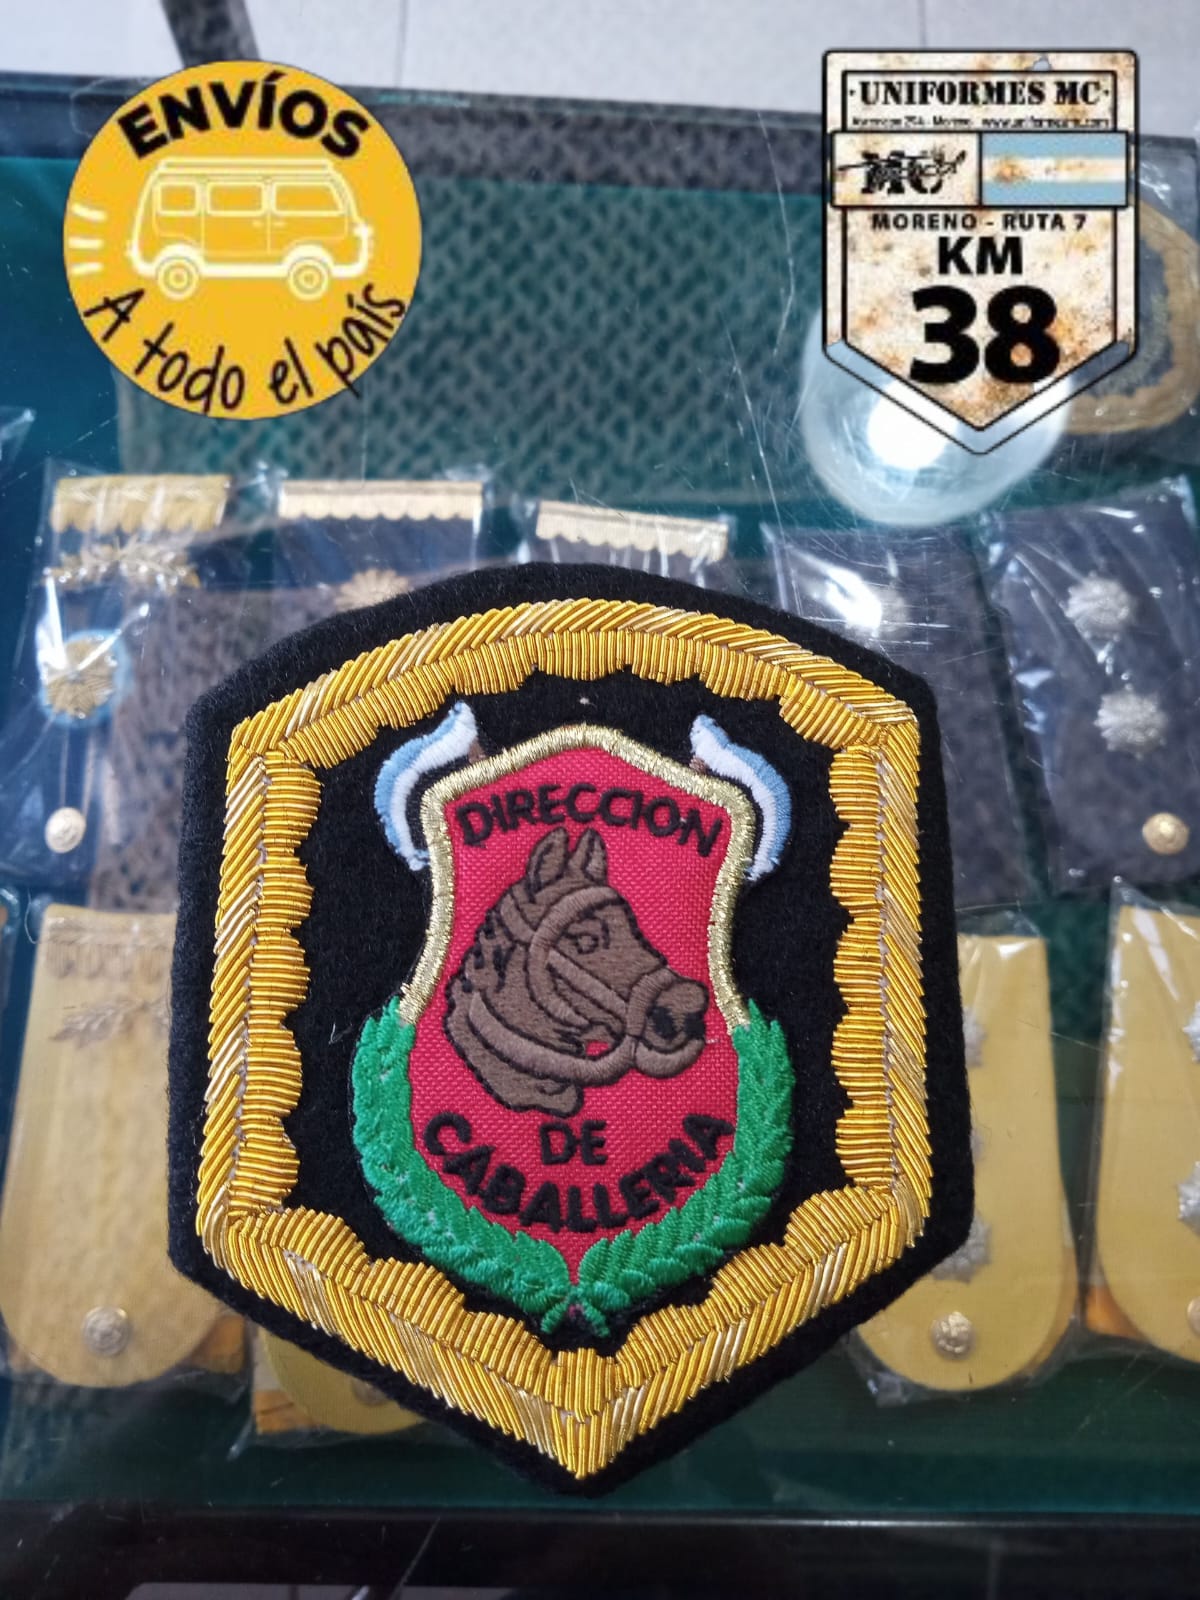 ENVÍOS
A todo el país
·UNIFORMES MC·
MC
MORENO - RUTA 7
KM
38
DIRECCION
DE
CABALLERIA